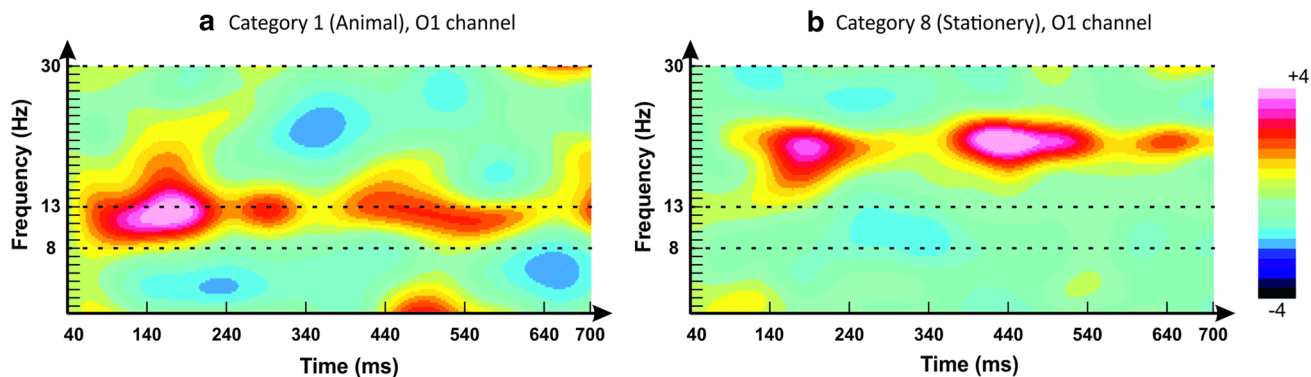 a Category 1 (Animal), O1 channel
30
13
8
Frequency (Hz)
40 140 240 340 440 540 640 700
Time (ms)
b Category 8 (Stationery), O1 channel
30
13
8
Frequency (Hz)
40 140 240 340 440 540 640 700
Time (ms)
+4
-4